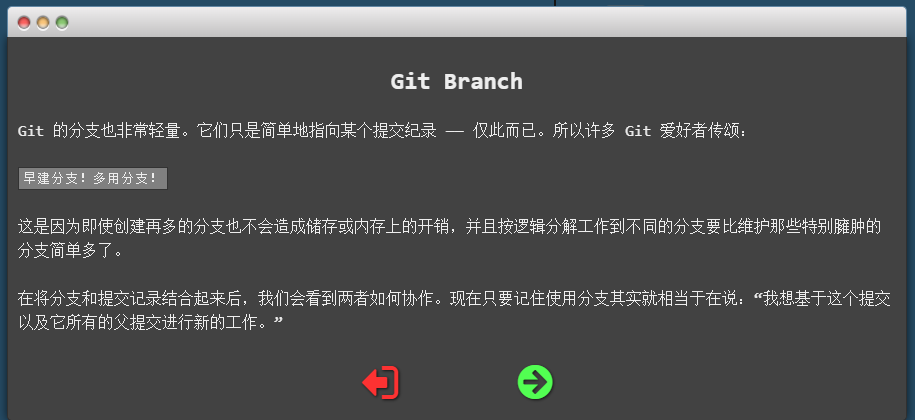 Git Branch
Git 的分支也非常轻量。它们只是简单地指向某个提交纪录 —— 仅此而已。所以许多 Git 爱好者传颂：
早建分支！多用分支！
这是因为即使创建再多的分支也不会造成储存或内存上的开销，并且按逻辑分解工作到不同的分支要比维护那些特别臃肿的
分支简单多了。
在将分支和提交记录结合起来后，我们会看到两者如何协作。现在只要记住使用分支其实就相当于在说：“我想基于这个提交
以及它所有的父提交进行新的工作。”